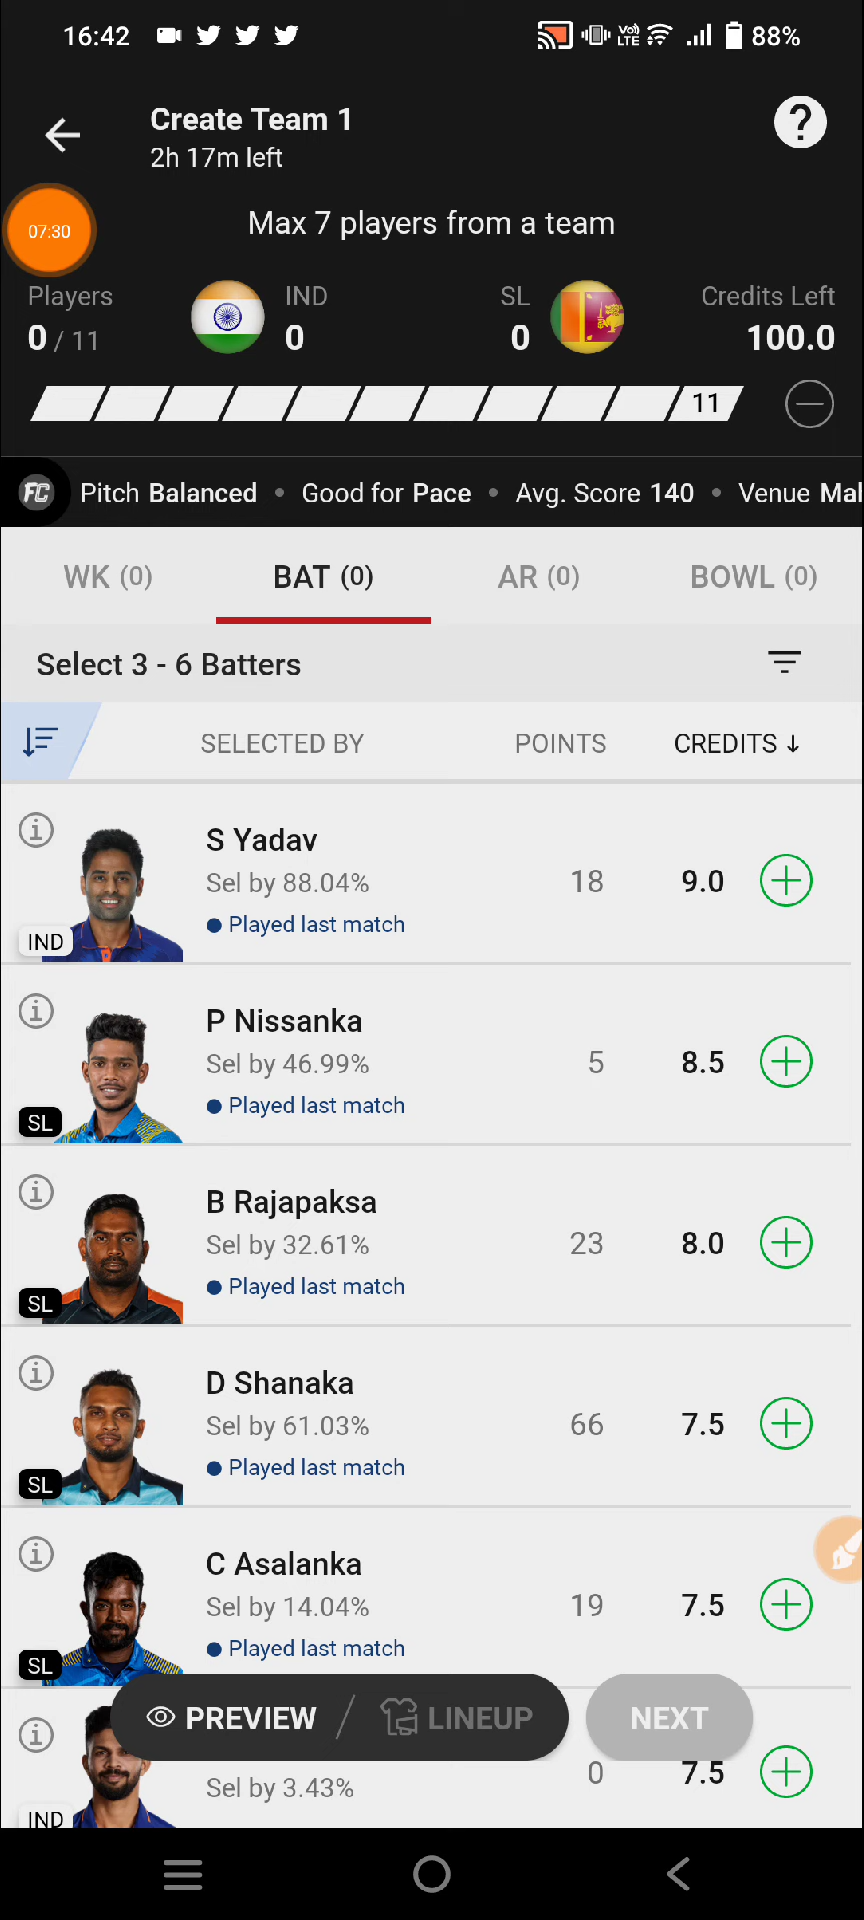 16:42 VoI) LTE 88%
Create Team 1
2h 17m left
?
07:30
Max 7 players from a team
Players IND SL Credits Left
0 / 11 0 0 100.0
11
FC Pitch Balanced • Good for Pace • Avg. Score 140 • Venue Mal
WK (0) BAT (0) AR (0) BOWL (0)
Select 3 - 6 Batters
SELECTED BY POINTS CREDITS ↓
S Yadav
Sel by 88.04% 18 9.0
Played last match
IND
P Nissanka
Sel by 46.99% 5 8.5
Played last match
SL
B Rajapaksa
Sel by 32.61% 23 8.0
Played last match
SL
D Shanaka
Sel by 61.03% 66 7.5
Played last match
SL
C Asalanka
Sel by 14.04% 19 7.5
Played last match
SL
PREVIEW / LINEUP NEXT
Sel by 3.43% 0 7.5
IND